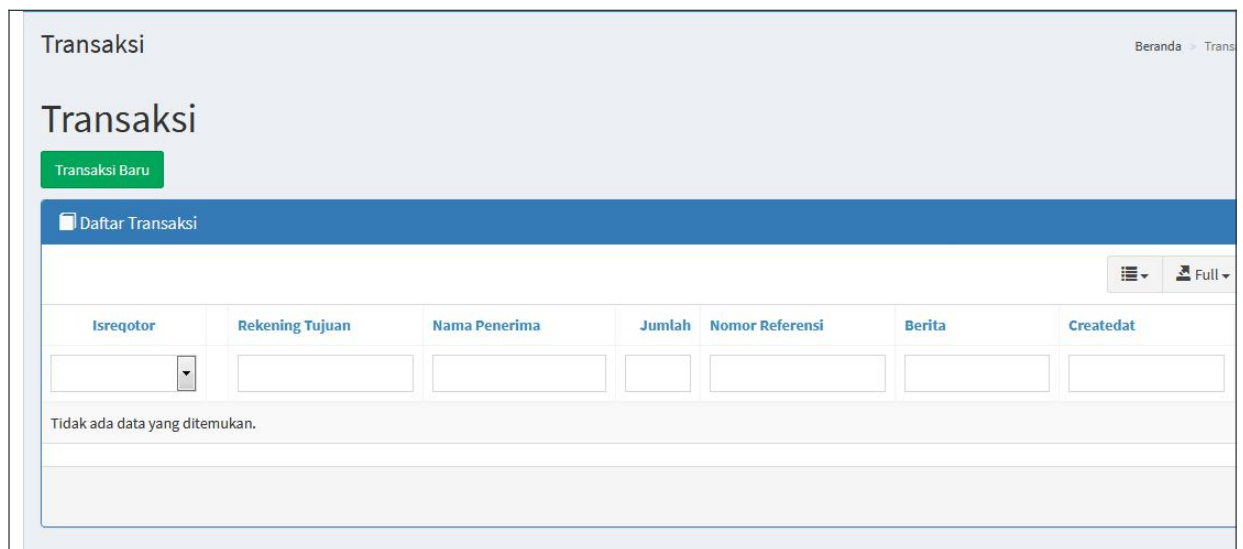 Transaksi
Beranda > Trans
Transaksi
Transaksi Baru
Daftar Transaksi
Full
Isreqotor Rekening Tujuan Nama Penerima Jumlah Nomor Referensi Berita Createdat
Tidak ada data yang ditemukan.